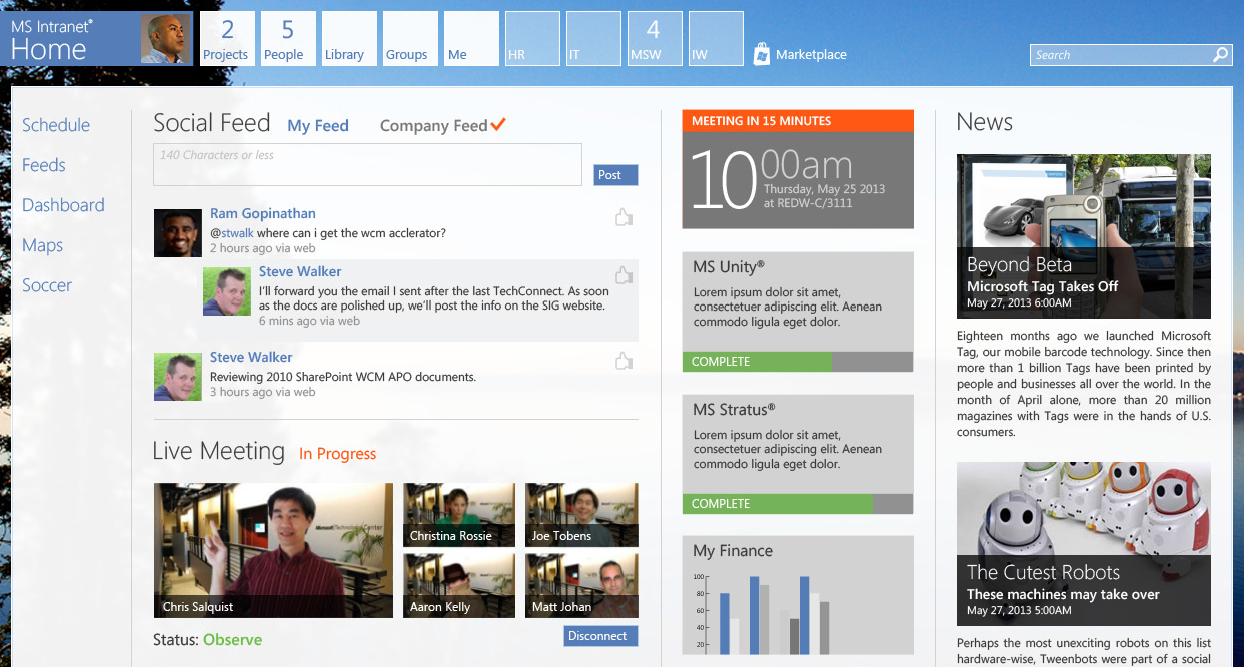 MS Intranet®
Home
2
Projects
5
People
Library
Groups
Me
HR
IT
4
MSW
IW
Marketplace
Search
Schedule
Feeds
Dashboard
Maps
Soccer
Social Feed My Feed Company Feed
140 Characters or less
Post
Ram Gopinathan
@stwalk where can i get the wcm acclerator?
2 hours ago via web
Steve Walker
I'll forward you the email I sent after the last TechConnect. As soon
as the docs are polished up, we'll post the info on the SIG website.
6 mins ago via web
Steve Walker
Reviewing 2010 SharePoint WCM APO documents.
3 hours ago via web
Live Meeting In Progress
Microsoft Technology Center
Chris Salquist
Christina Rossie
Joe Tobens
Aaron Kelly
Matt Johan
Status: Observe
Disconnect
MEETING IN 15 MINUTES
10 00am
Thursday, May 25 2013
at REDW-C/3111
MS Unity®
Lorem ipsum dolor sit amet,
consectetuer adipiscing elit. Aenean
commodo ligula eget dolor.
COMPLETE
MS Stratus®
Lorem ipsum dolor sit amet,
consectetuer adipiscing elit. Aenean
commodo ligula eget dolor.
COMPLETE
My Finance
100
80
60
40
20
News
Beyond Beta
Microsoft Tag Takes Off
May 27, 2013 6:00AM
Eighteen months ago we launched Microsoft
Tag, our mobile barcode technology. Since then
more than 1 billion Tags have been printed by
people and businesses all over the world. In the
month of April alone, more than 20 million
magazines with Tags were in the hands of U.S.
consumers.
The Cutest Robots
These machines may take over
May 27, 2013 5:00AM
Perhaps the most unexciting robots on this list
hardware-wise, Tweenbots were part of a social